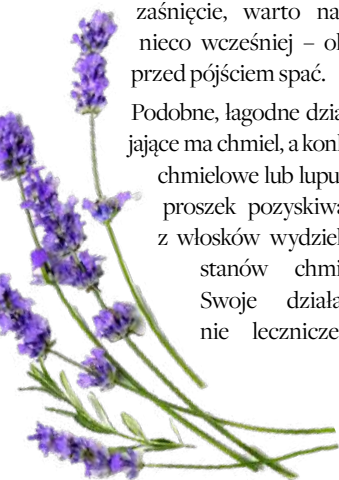 zaśnięcie, warto na
nieco wcześniej –
przed pójściem spać.
Podobne, łagodne dzia
jające ma chmiel, a kon
chmielowe lub lupu
proszek pozyskiwa
z włosków wydziel
stanów chmi
Swoje działa
nie lecznicze